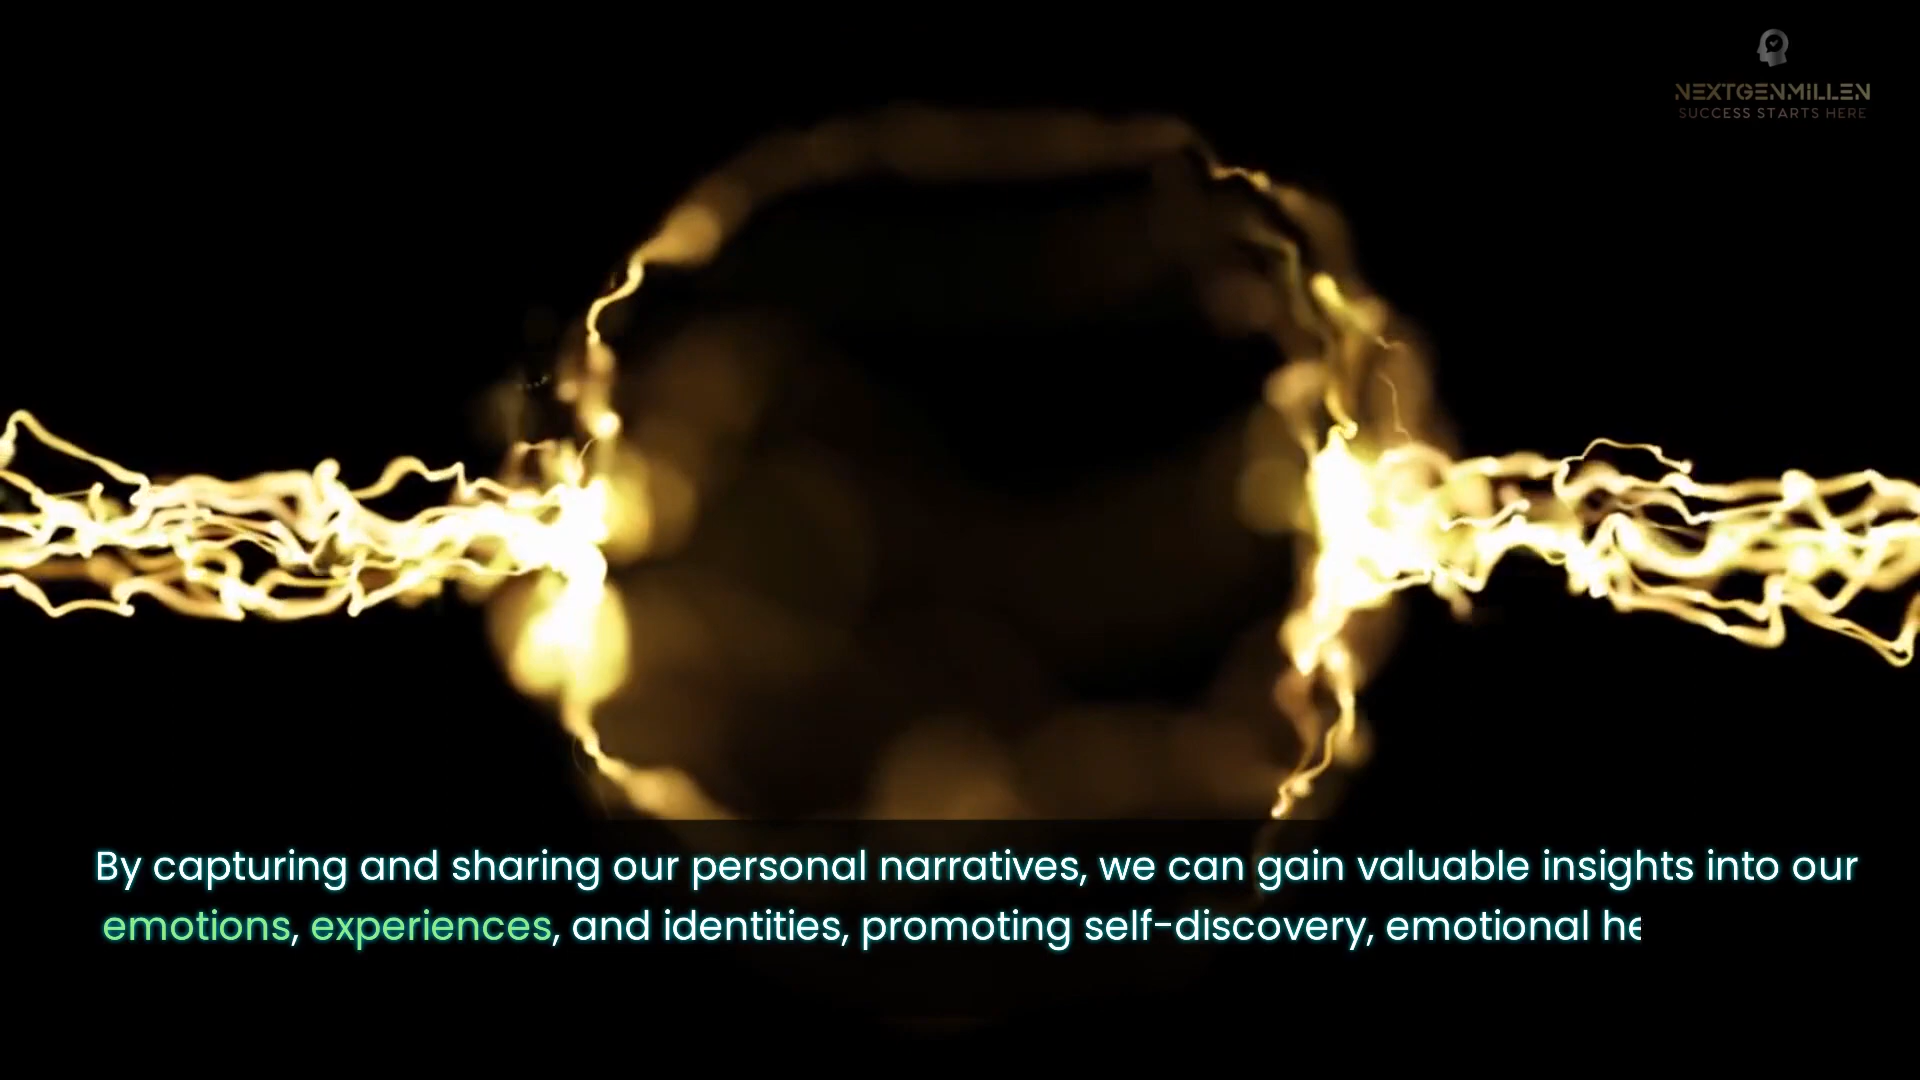 NEXTGENMILLEN
SUCCESS STARTS HERE
By capturing and sharing our personal narratives, we can gain valuable insights into our
emotions, experiences, and identities, promoting self-discovery, emotional